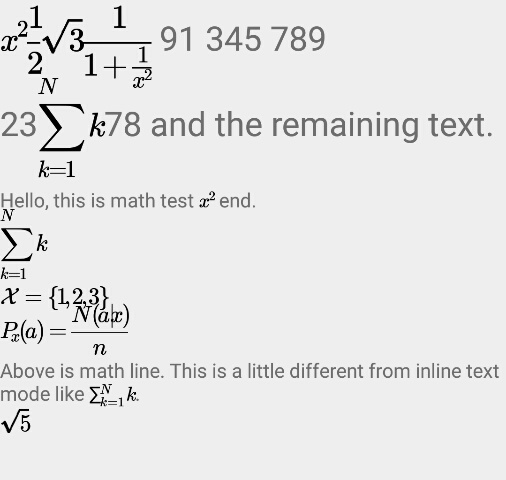 $x^2 \frac{1}{2} \sqrt{3} \frac{1}{1+\frac{1}{x^2}}$ 91 345 789
23 $\sum_{k=1}^{N} k$ 78 and the remaining text.
Hello, this is math test $x^2$ end.
$\sum_{k=1}^{N} k$
$\mathcal{X} = \{1,2,3\}$
$P_x(a) = \frac{N(a|x)}{n}$
Above is math line. This is a little different from inline text
mode like $\sum_{k=1}^{N} k$.
$\sqrt{5}$